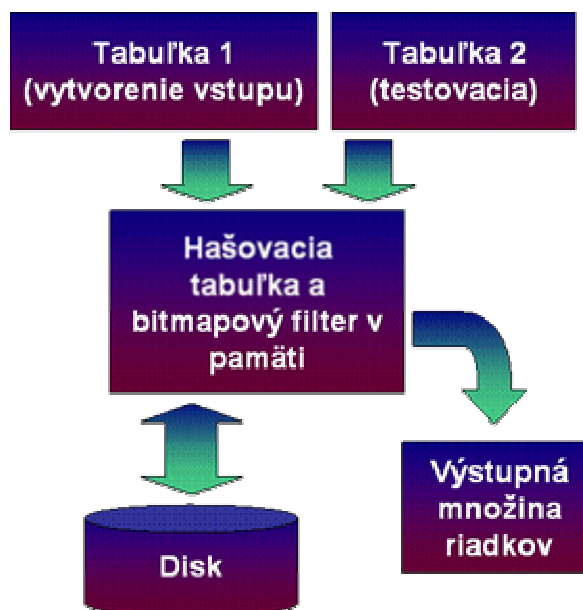 Tabuľka 1
(vytvorenie vstupu)
Tabuľka 2
(testovacia)
Hašovacia
tabuľka a
bitmapový filter v
pamäti
Výstupná
množina
riadkov
Disk